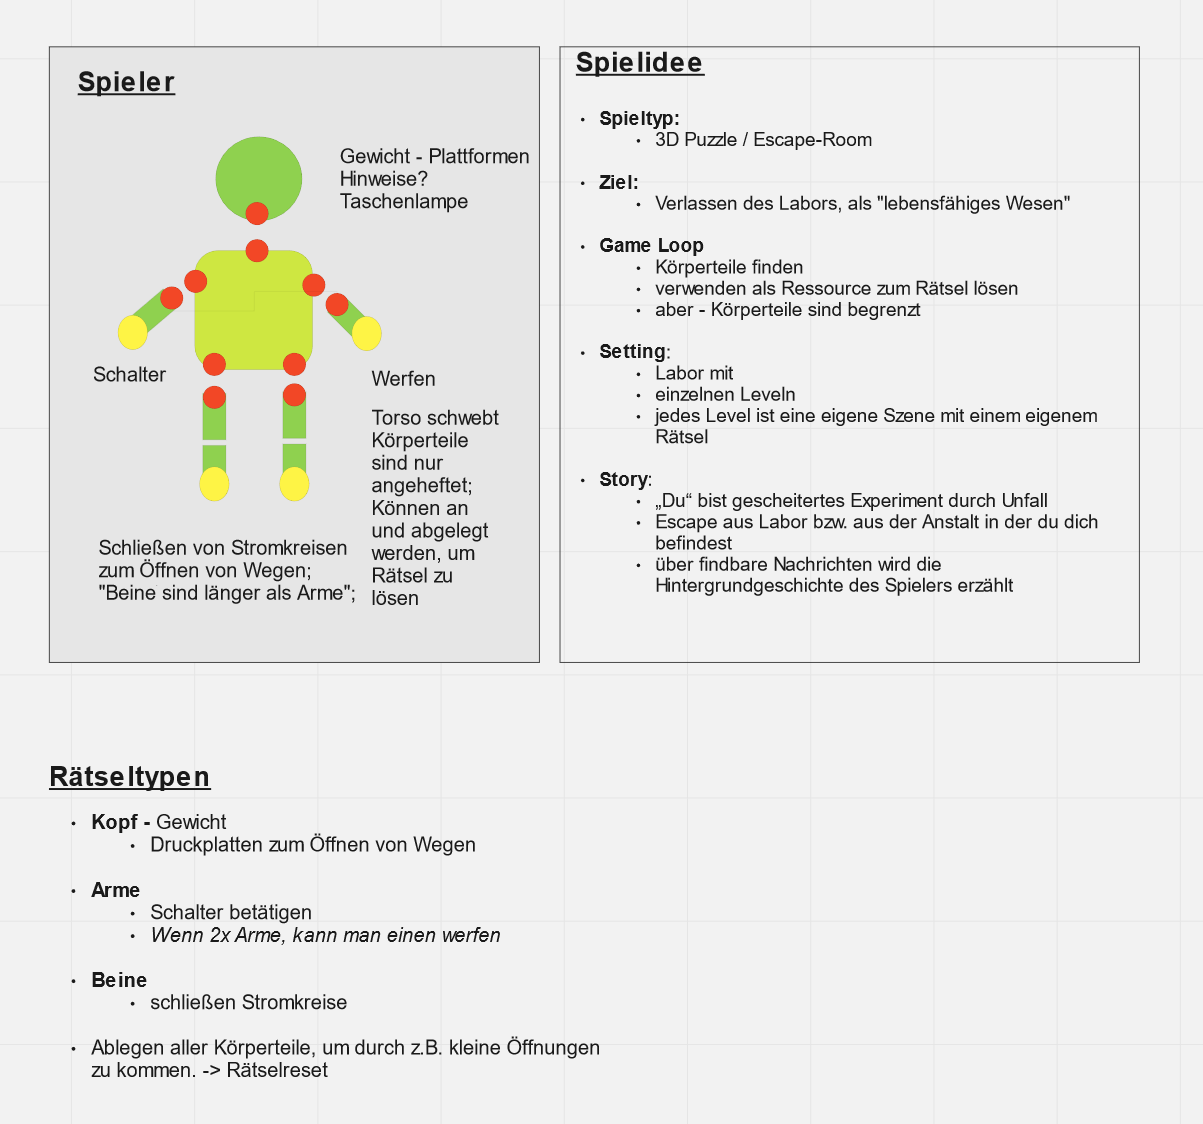 Spieler
Gewicht - Plattformen
Hinweise?
Taschenlampe
Schalter
Werfen
Torso schwebt
Körperteile
sind nur
angeheftet;
Können an
und abgelegt
werden, um
Rätsel zu
lösen
Schließen von Stromkreisen
zum Öffnen von Wegen;
"Beine sind länger als Arme";
Spielidee
• Spieltyp:
• 3D Puzzle / Escape-Room
• Ziel:
• Verlassen des Labors, als "lebensfähiges Wesen"
• Game Loop
• Körperteile finden
• verwenden als Ressource zum Rätsel lösen
• aber - Körperteile sind begrenzt
• Setting:
• Labor mit
• einzelnen Leveln
• jedes Level ist eine eigene Szene mit einem eigenem
Rätsel
• Story:
• „Du“ bist gescheitertes Experiment durch Unfall
• Escape aus Labor bzw. aus der Anstalt in der du dich
befindest
• über findbare Nachrichten wird die
Hintergrundgeschichte des Spielers erzählt
Rätseltypen
• Kopf - Gewicht
• Druckplatten zum Öffnen von Wegen
• Arme
• Schalter betätigen
• Wenn 2x Arme, kann man einen werfen
• Beine
• schließen Stromkreise
• Ablegen aller Körperteile, um durch z.B. kleine Öffnungen
zu kommen. -> Rätselreset